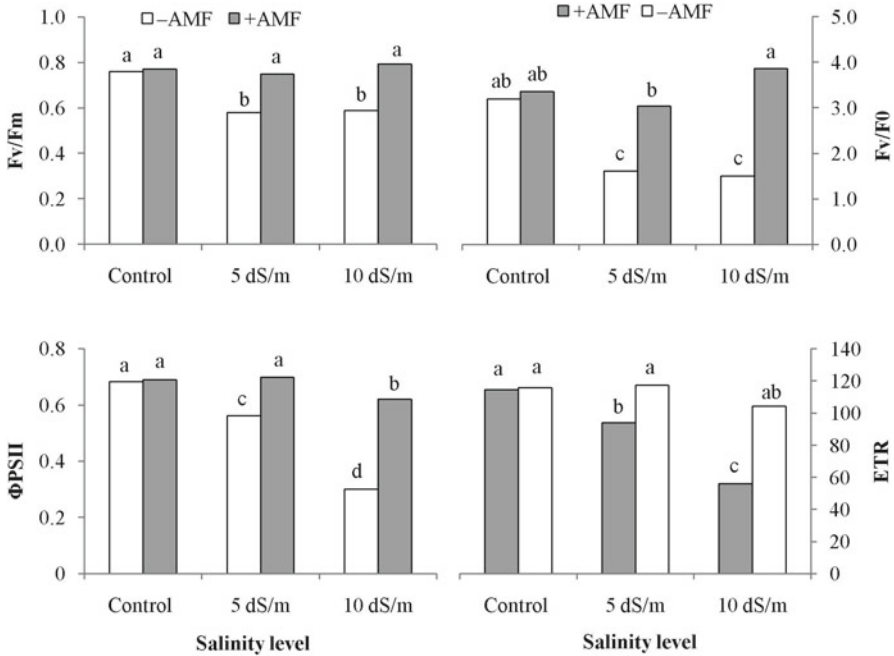 –AMF +AMF
1.0
0.8
0.6
0.4
0.2
0.0
Fv/Fm
a a
b a
b a
Control 5 dS/m 10 dS/m
+AMF –AMF
5.0
4.0
3.0
2.0
1.0
0.0
Fv/F0
ab ab
c b
c a
Control 5 dS/m 10 dS/m
0.8
0.6
0.4
0.2
0
ΦPSII
a a
c a
d b
Control 5 dS/m 10 dS/m
Salinity level
140
120
100
80
60
40
20
0
ETR
a a
b a
c ab
Control 5 dS/m 10 dS/m
Salinity level